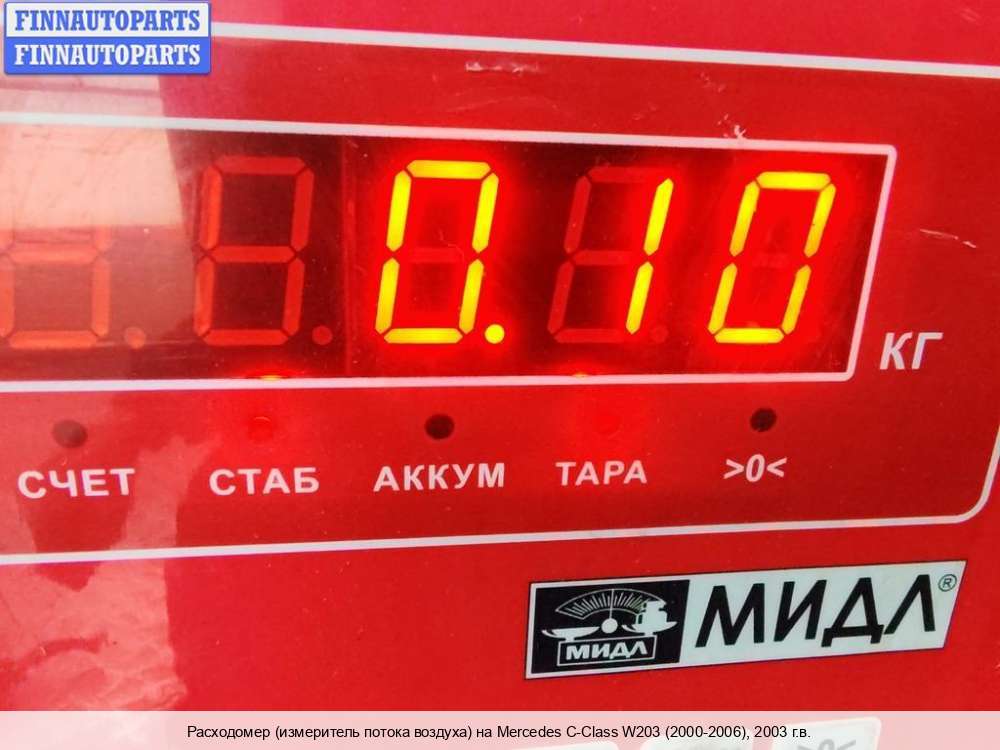 FINNAUTOPARTS
FINNAUTOPARTS
0.10
КГ
СЧЕТ СТАБ АККУМ ТАРА >0<
МИДЛ МИДЛ®
Расходомер (измеритель потока воздуха) на Mercedes C-Class W203 (2000-2006), 2003 г.в.